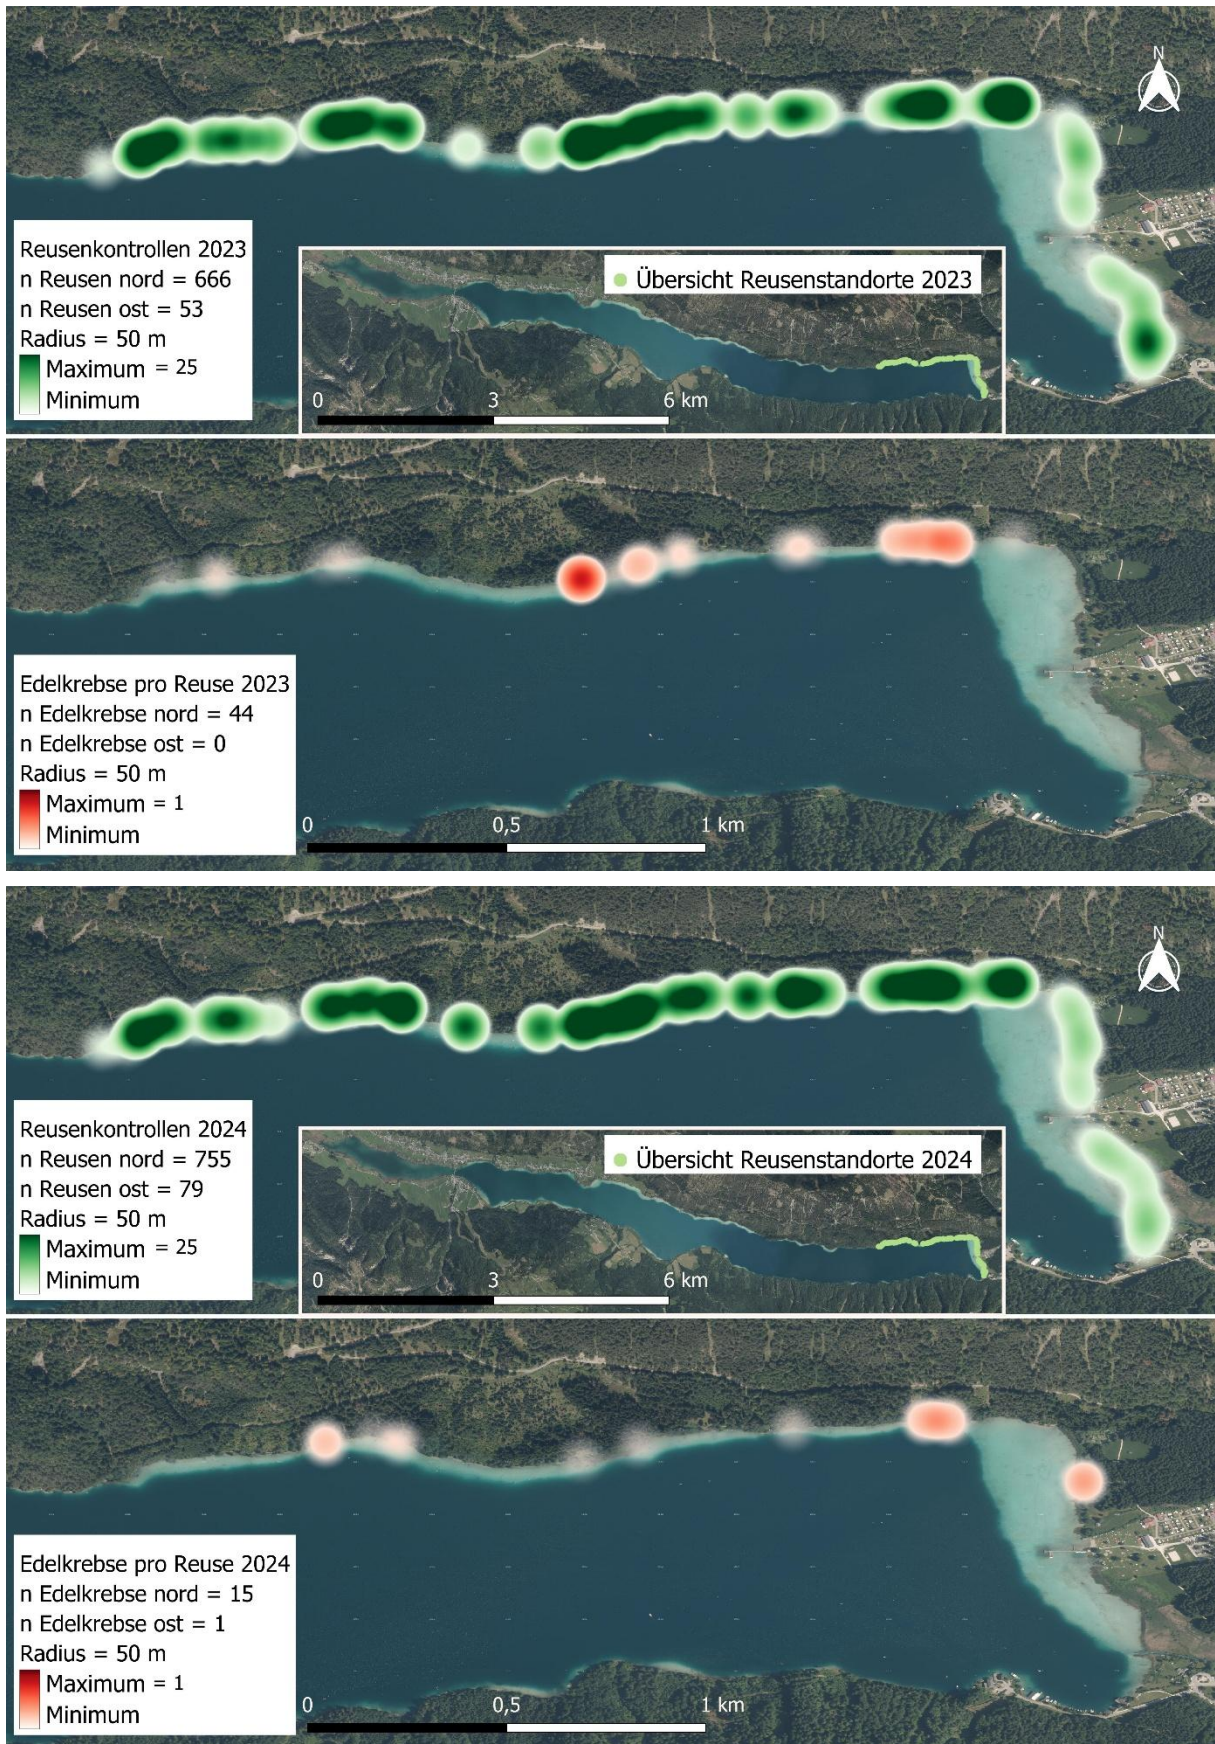 N
Reusenkontrollen 2023
n Reusen nord = 666
n Reusen ost = 53
Radius = 50 m
Maximum = 25
Minimum
Übersicht Reusenstandorte 2023
0 3 6 km
Edelkrebse pro Reuse 2023
n Edelkrebse nord = 44
n Edelkrebse ost = 0
Radius = 50 m
Maximum = 1
Minimum
0 0,5 1 km
N
Reusenkontrollen 2024
n Reusen nord = 755
n Reusen ost = 79
Radius = 50 m
Maximum = 25
Minimum
Übersicht Reusenstandorte 2024
0 3 6 km
Edelkrebse pro Reuse 2024
n Edelkrebse nord = 15
n Edelkrebse ost = 1
Radius = 50 m
Maximum = 1
Minimum
0 0,5 1 km